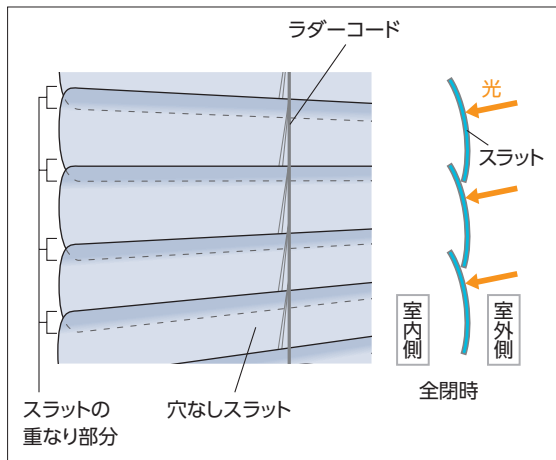 ラダーコード
光
スラット
室内側
室外側
全閉時
スラットの
重なり部分
穴なしスラット